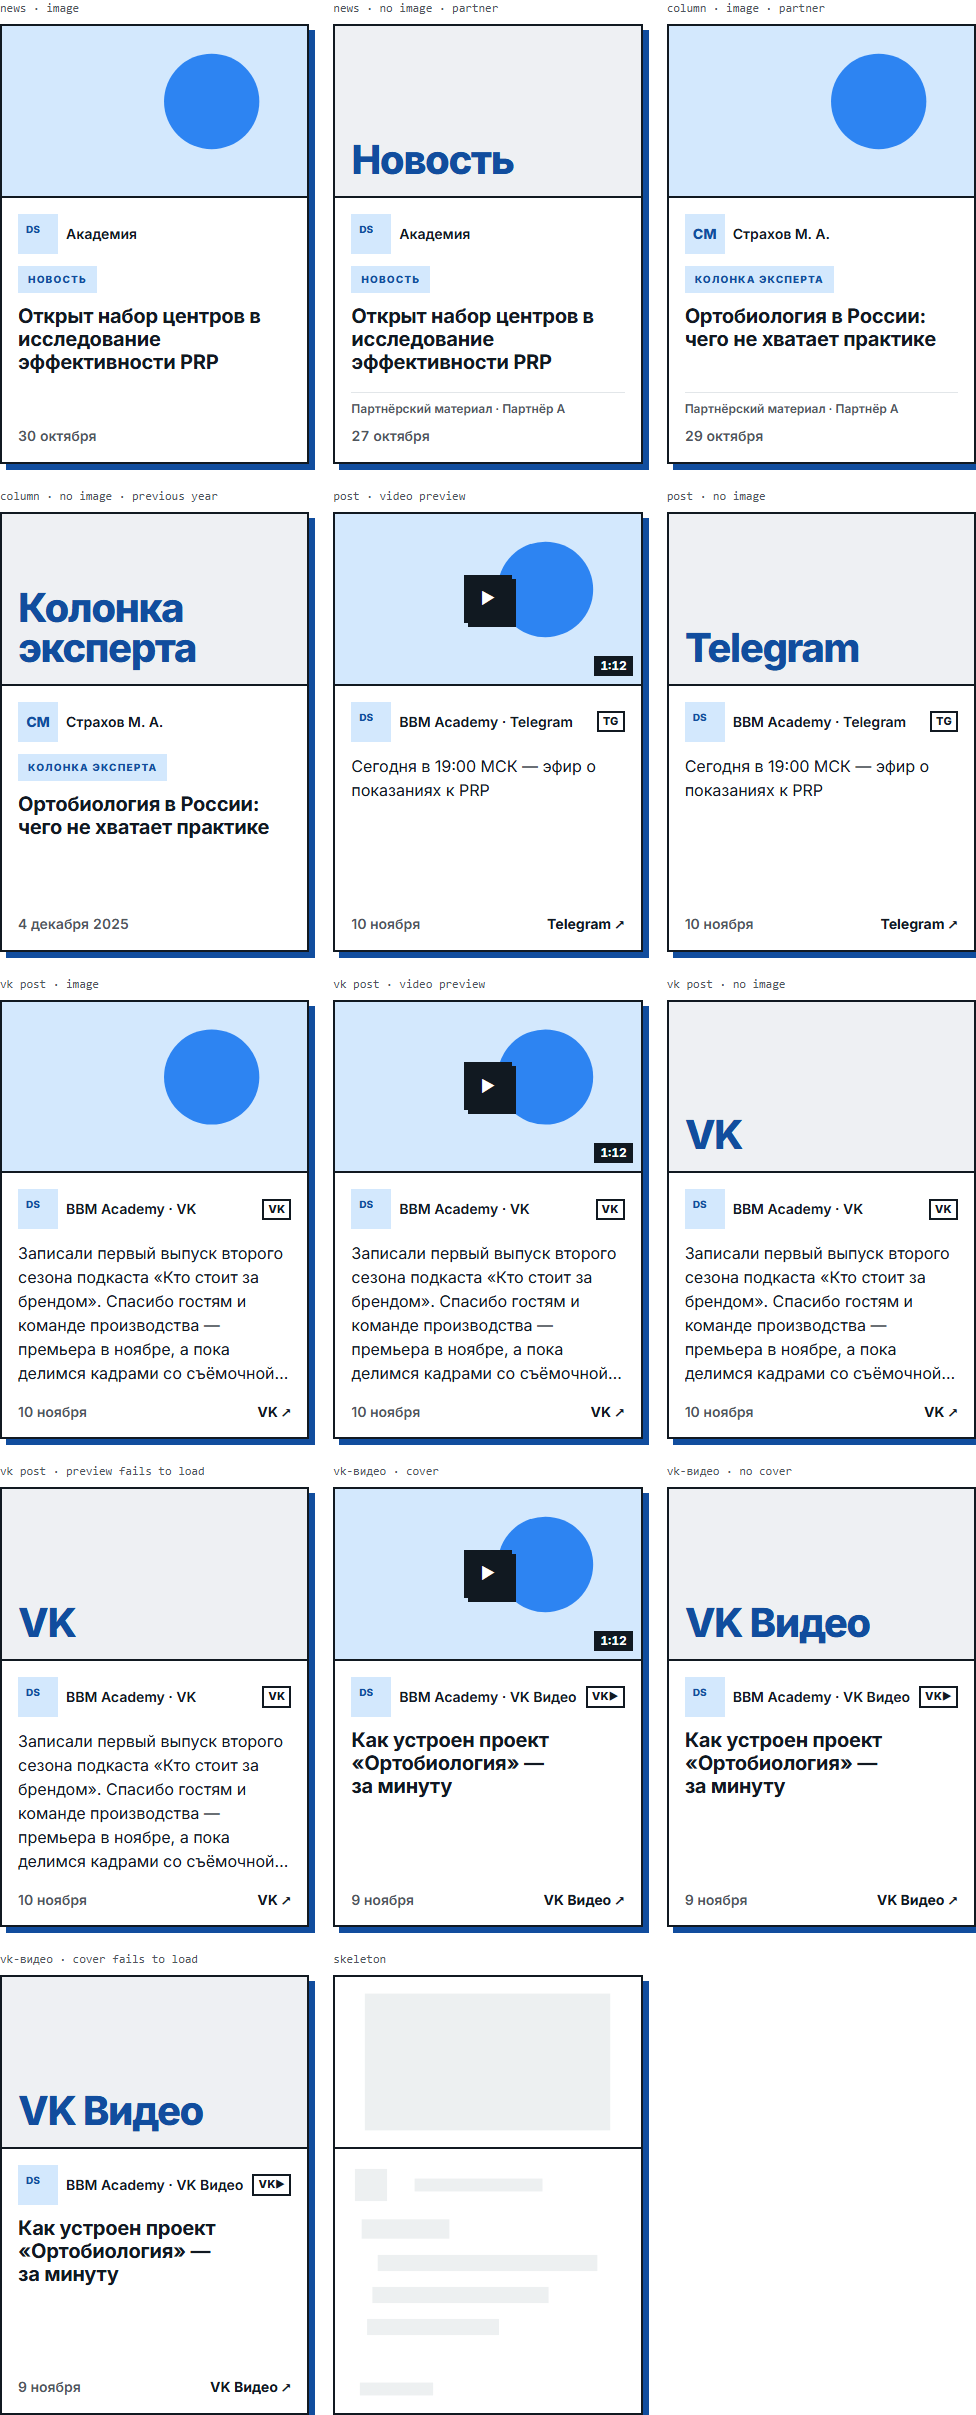 news · image
DS
Академия
НОВОСТЬ
Открыт набор центров в
исследование
эффективности PRP
30 октября
news · no image · partner
Новость
DS
Академия
НОВОСТЬ
Открыт набор центров в
исследование
эффективности PRP
Партнёрский материал · Партнёр А
27 октября
column · image · partner
СМ
Страхов М. А.
КОЛОНКА ЭКСПЕРТА
Ортобиология в России:
чего не хватает практике
Партнёрский материал · Партнёр А
29 октября
column · no image · previous year
Колонка
эксперта
СМ
Страхов М. А.
КОЛОНКА ЭКСПЕРТА
Ортобиология в России:
чего не хватает практике
4 декабря 2025
post · video preview
1:12
DS
BBM Academy · Telegram
TG
Сегодня в 19:00 МСК — эфир о
показаниях к PRP
10 ноября
Telegram ↗
post · no image
Telegram
DS
BBM Academy · Telegram
TG
Сегодня в 19:00 МСК — эфир о
показаниях к PRP
10 ноября
Telegram ↗
vk post · image
DS
BBM Academy · VK
VK
Записали первый выпуск второго
сезона подкаста «Кто стоит за
брендом». Спасибо гостям и
команде производства —
премьера в ноябре, а пока
делимся кадрами со съёмочной…
10 ноября
VK ↗
vk post · video preview
1:12
DS
BBM Academy · VK
VK
Записали первый выпуск второго
сезона подкаста «Кто стоит за
брендом». Спасибо гостям и
команде производства —
премьера в ноябре, а пока
делимся кадрами со съёмочной…
10 ноября
VK ↗
vk post · no image
VK
DS
BBM Academy · VK
VK
Записали первый выпуск второго
сезона подкаста «Кто стоит за
брендом». Спасибо гостям и
команде производства —
премьера в ноябре, а пока
делимся кадрами со съёмочной…
10 ноября
VK ↗
vk post · preview fails to load
VK
DS
BBM Academy · VK
VK
Записали первый выпуск второго
сезона подкаста «Кто стоит за
брендом». Спасибо гостям и
команде производства —
премьера в ноябре, а пока
делимся кадрами со съёмочной…
10 ноября
VK ↗
vk-видео · cover
1:12
DS
BBM Academy · VK Видео
VK▶
Как устроен проект
«Ортобиология» —
за минуту
9 ноября
VK Видео ↗
vk-видео · no cover
VK Видео
DS
BBM Academy · VK Видео
VK▶
Как устроен проект
«Ортобиология» —
за минуту
9 ноября
VK Видео ↗
vk-видео · cover fails to load
VK Видео
DS
BBM Academy · VK Видео
VK▶
Как устроен проект
«Ортобиология» —
за минуту
9 ноября
VK Видео ↗
skeleton